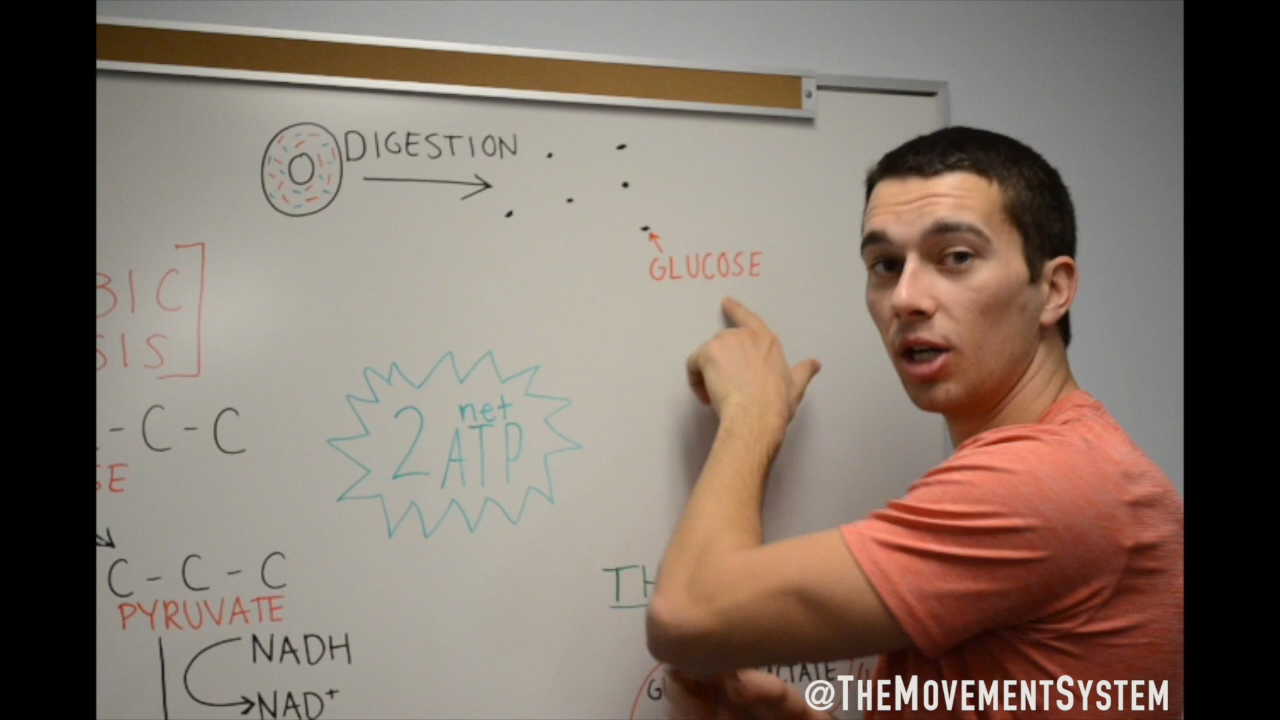 DIGESTION
GLUCOSE
BIC
SIS
- C - C
SE
2 net ATP
C - C - C
PYRUVATE
NADH
NAD+
TH
@THEMOVEMENTSYSTEM